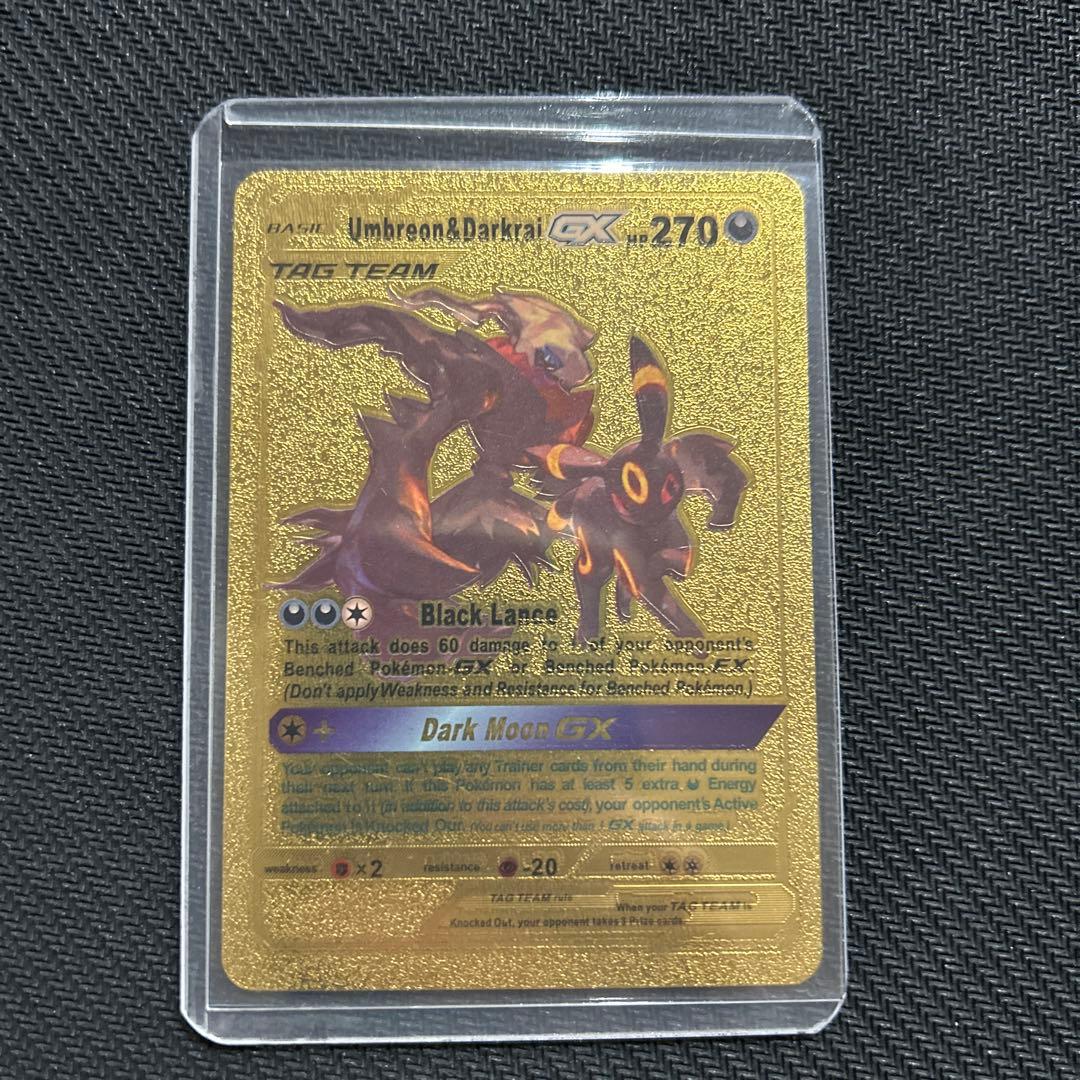 BASIC Umbreon&Darkrai GX HP270
TAG TEAM
Black Lance
This attack does 60 damage to 1 of your opponent's
Benched Pokémon-GX or Benched Pokémon-EX.
(Don't apply Weakness and Resistance for Benched Pokémon.)
+ Dark Moon GX
Your opponent can't play any Trainer cards from their hand during
their next turn. If this Pokémon has at least 5 extra Energy
attached to it (in addition to this attack's cost), your opponent's Active
Pokémon is Knocked Out. (You can't use more than 1 GX attack in a game.)
weakness ×2 resistance -20 retreat
TAG TEAM rule When your TAG TEAM is
Knocked Out, your opponent takes 3 Prize cards.